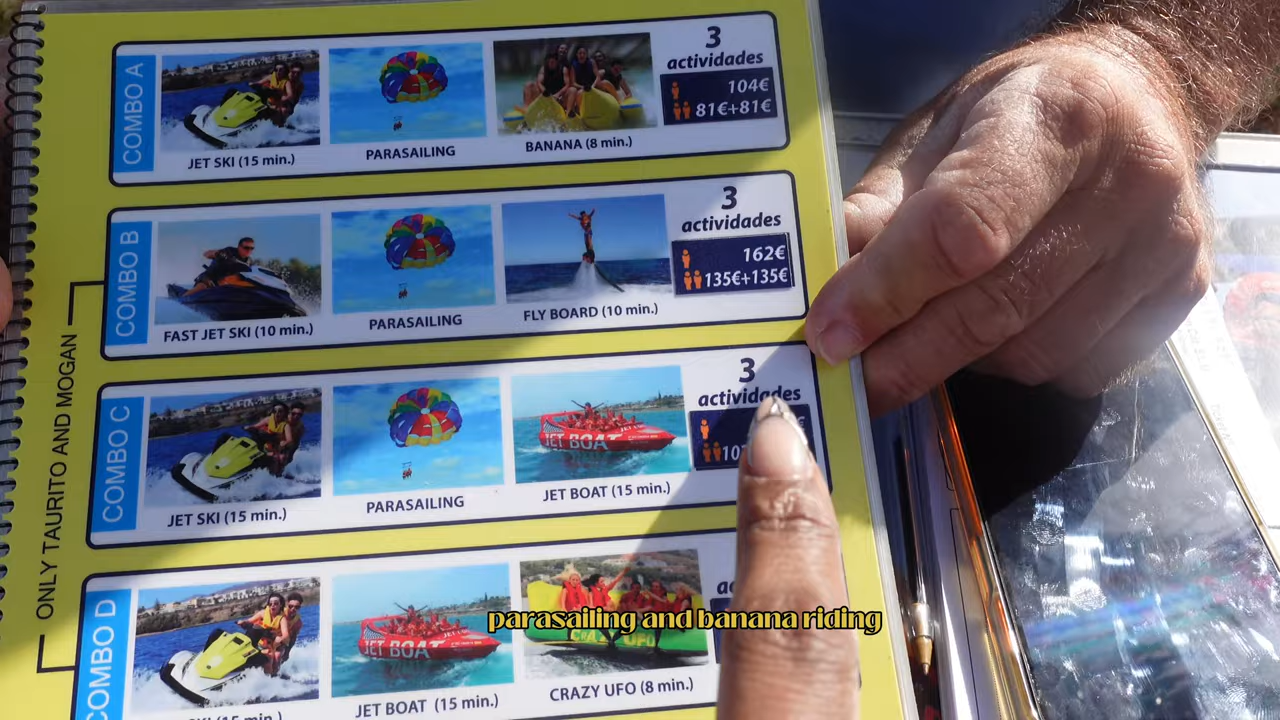 COMBO A
JET SKI (15 min.)
PARASAILING
BANANA (8 min.)
3
actividades
104€
81€+81€
COMBO B
FAST JET SKI (10 min.)
PARASAILING
FLY BOARD (10 min.)
3
actividades
162€
135€+135€
ONLY TAURITO AND MOGAN
COMBO C
JET SKI (15 min.)
PARASAILING
JET BOAT
JET BOAT (15 min.)
3
actividades
COMBO D
JET BOAT
JET BOAT (15 min.)
CRAZY UFO
CRAZY UFO (8 min.)
parasailing and banana riding